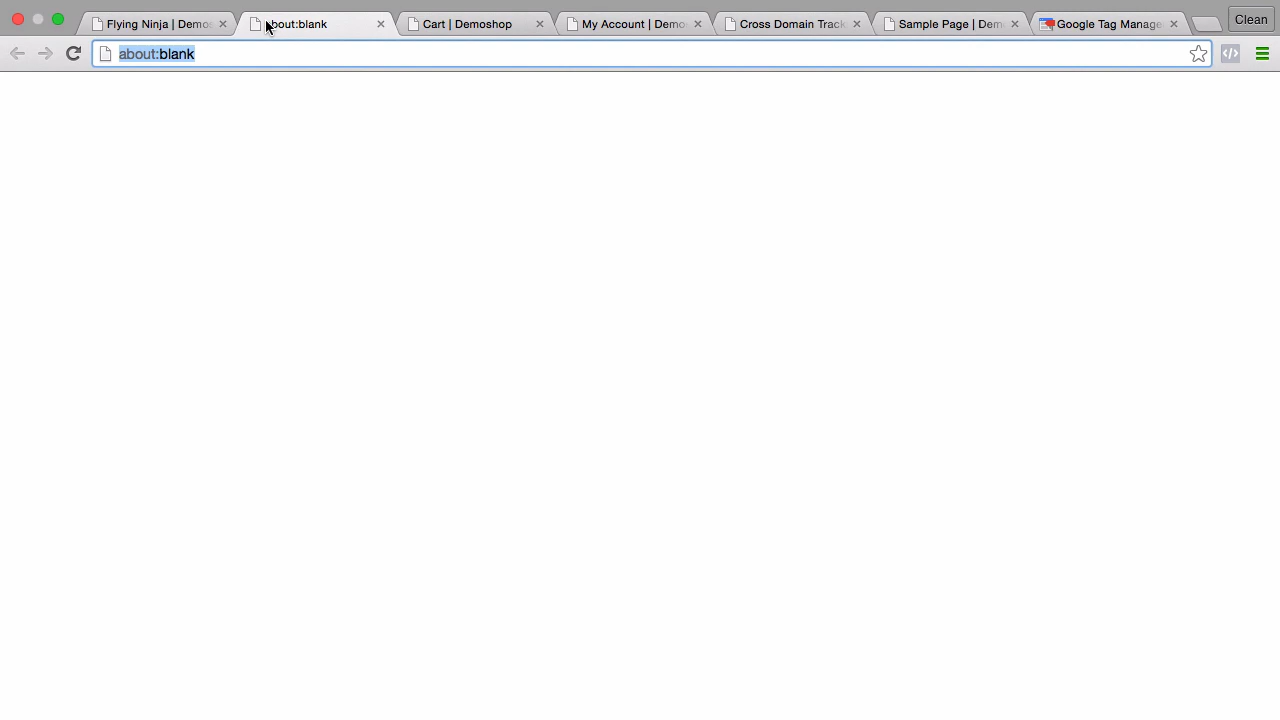 Flying Ninja | Demo
about:blank
Cart | Demoshop
My Account | Demo
Cross Domain Track
Sample Page | Dem
Google Tag Manage
Clean
about:blank